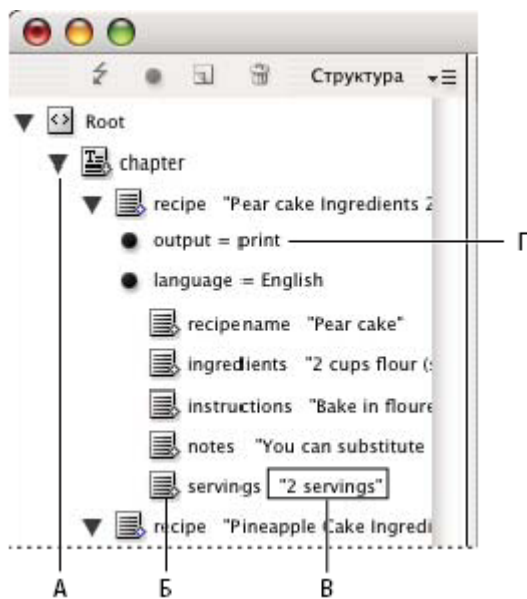 Структура
Root
chapter
recipe "Pear cake Ingredients 2
output = print
Г
language = English
recipename "Pear cake"
ingredients "2 cups flour (
instructions "Bake in floure
notes "You can substitute
servings "2 servings"
recipe "Pineapple Cake Ingredi
А Б В